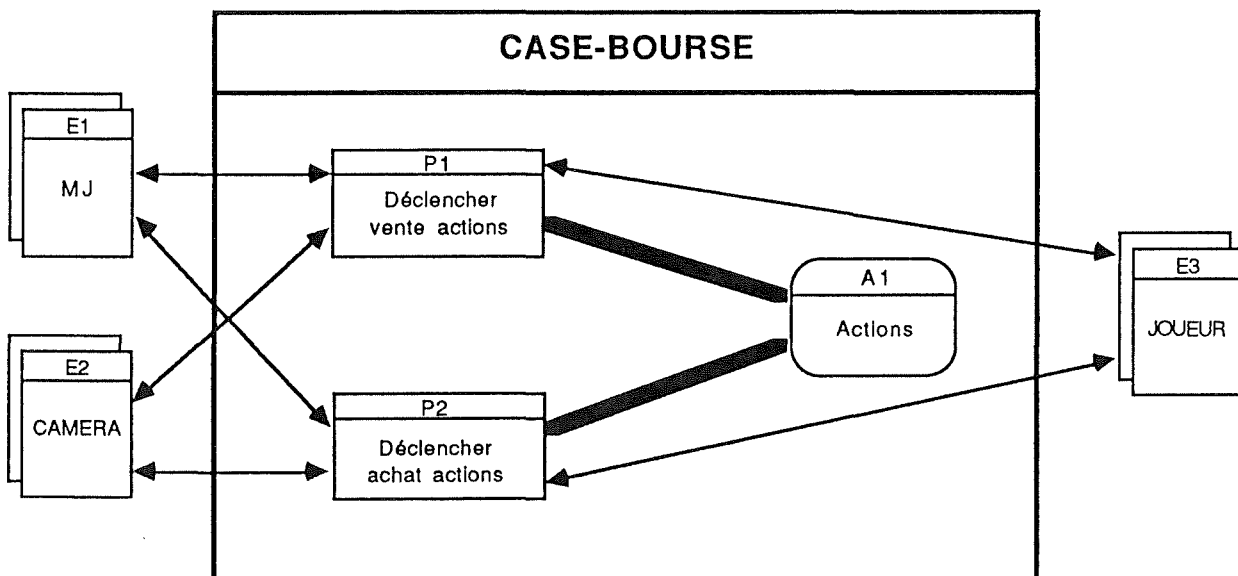 CASE-BOURSE
E1
MJ
P1
Déclencher
vente actions
A1
Actions
E3
JOUEUR
E2
CAMERA
P2
Déclencher
achat actions